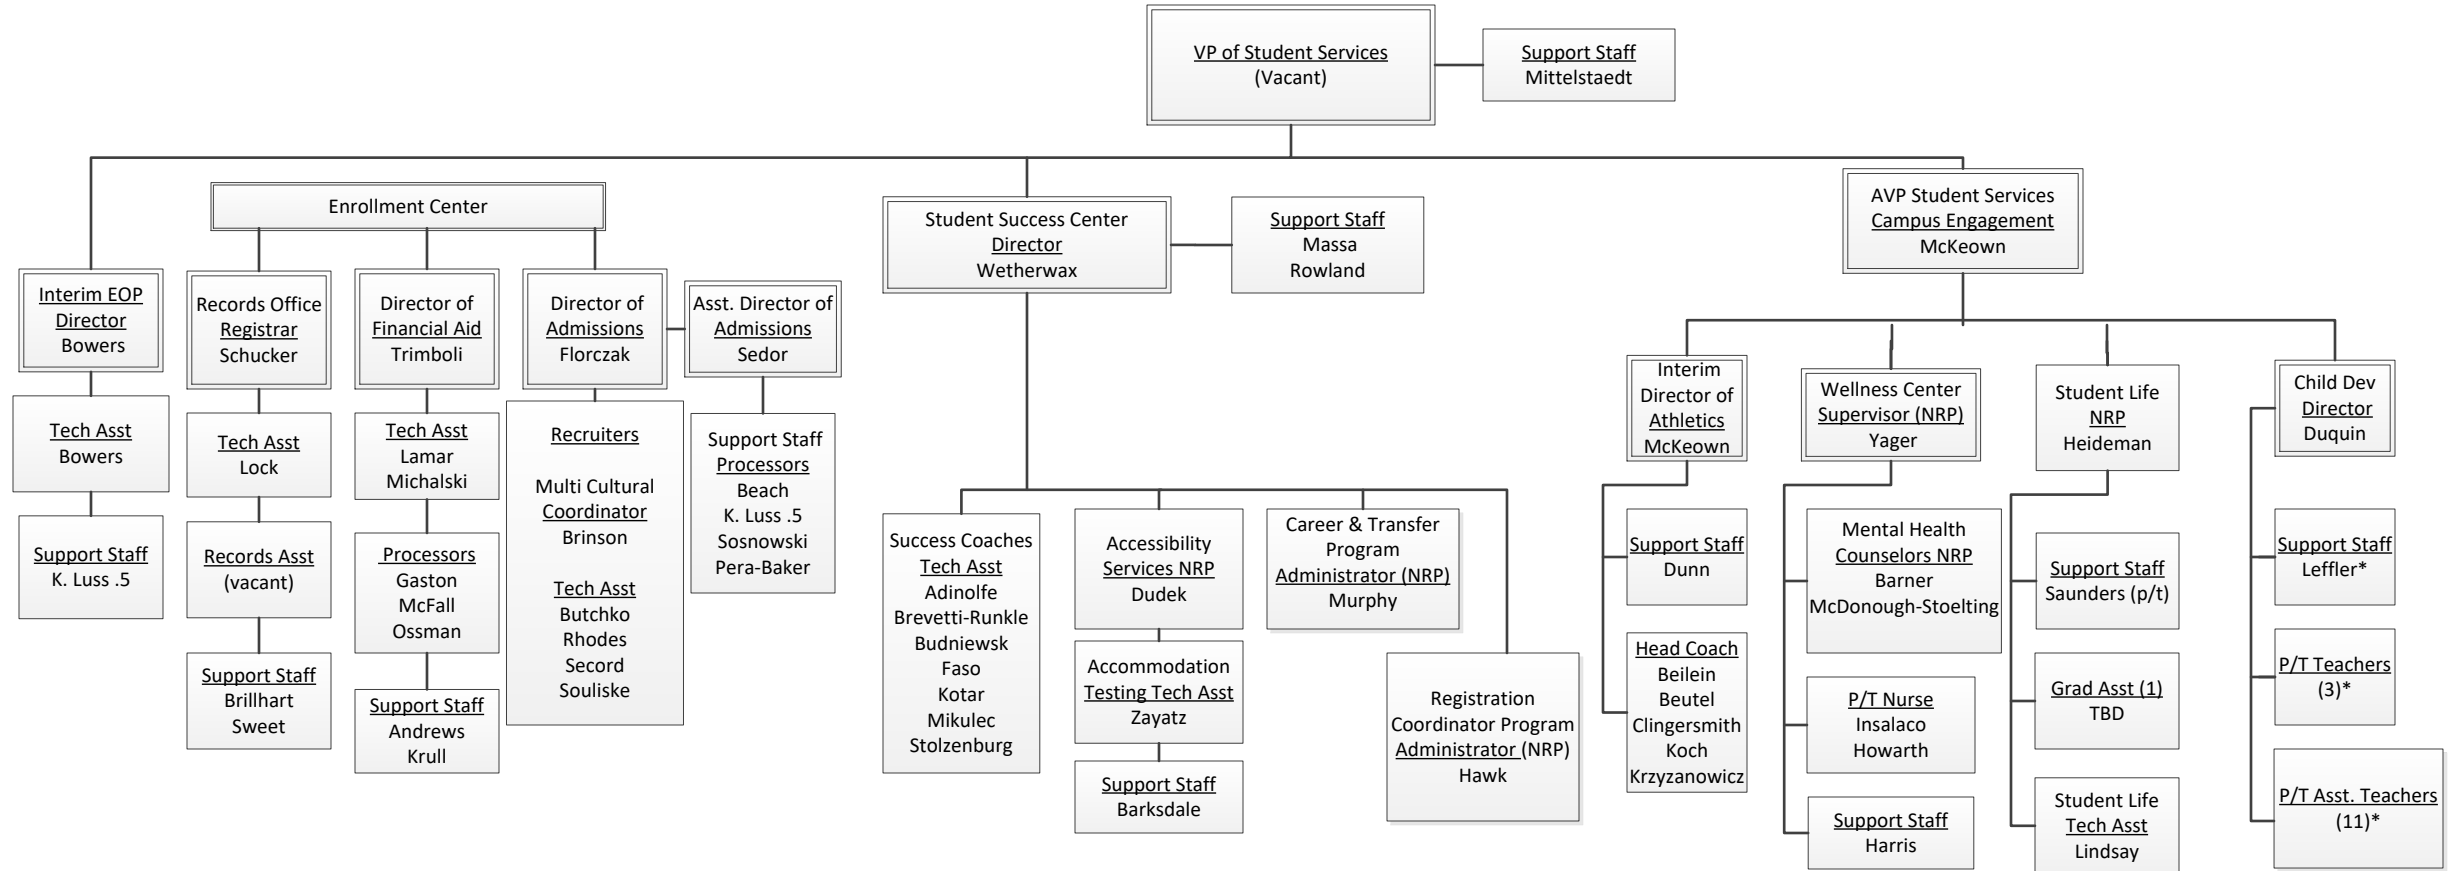 VP of Student Services
(Vacant)
Support Staff
Mittelstaedt
Enrollment Center
Student Success Center
Director
Wetherwax
Support Staff
Massa
Rowland
AVP Student Services
Campus Engagement
McKeown
Interim EOP
Director
Bowers
Tech Asst
Bowers
Support Staff
K. Luss .5
Records Office
Registrar
Schucker
Tech Asst
Lock
Records Asst
(vacant)
Support Staff
Brillhart
Sweet
Director of
Financial Aid
Trimboli
Tech Asst
Lamar
Michalski
Processors
Gaston
McFall
Ossman
Support Staff
Andrews
Krull
Director of
Admissions
Florczak
Recruiters
Multi Cultural
Coordinator
Brinson
Tech Asst
Butchko
Rhodes
Secord
Souliske
Asst. Director of
Admissions
Sedor
Support Staff
Processors
Beach
K. Luss .5
Sosnowski
Pera-Baker
Success Coaches
Tech Asst
Adinolfe
Brevetti-Runkle
Budniewsk
Faso
Kotar
Mikulec
Stolzenburg
Accessibility
Services NRP
Dudek
Accommodation
Testing Tech Asst
Zayatz
Support Staff
Barksdale
Career & Transfer
Program
Administrator (NRP)
Murphy
Registration
Coordinator Program
Administrator (NRP)
Hawk
Interim
Director of
Athletics
McKeown
Support Staff
Dunn
Head Coach
Beilein
Beutel
Clingersmith
Koch
Krzyzanowicz
Wellness Center
Supervisor (NRP)
Yager
Mental Health
Counselors NRP
Barner
McDonough-Stoelting
P/T Nurse
Insalaco
Howarth
Support Staff
Harris
Student Life
NRP
Heideman
Support Staff
Saunders (p/t)
Grad Asst (1)
TBD
Student Life
Tech Asst
Lindsay
Child Dev
Director
Duquin
Support Staff
Leffler*
P/T Teachers
(3)*
P/T Asst. Teachers
(11)*